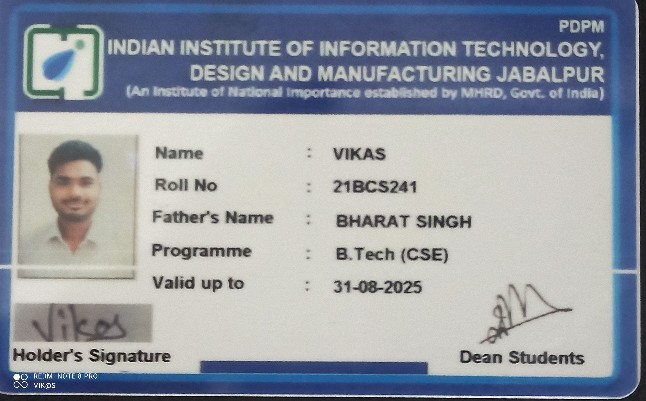 PDPM
INDIAN INSTITUTE OF INFORMATION TECHNOLOGY,
DESIGN AND MANUFACTURING JABALPUR
(An Institute of National Importance established by MHRD, Govt. of India)
Name : VIKAS
Roll No : 21BCS241
Father's Name : BHARAT SINGH
Programme : B.Tech (CSE)
Valid up to : 31-08-2025
Vikas
Holder's Signature
Dean Students
REDMI NOTE 8 PRO
vikas